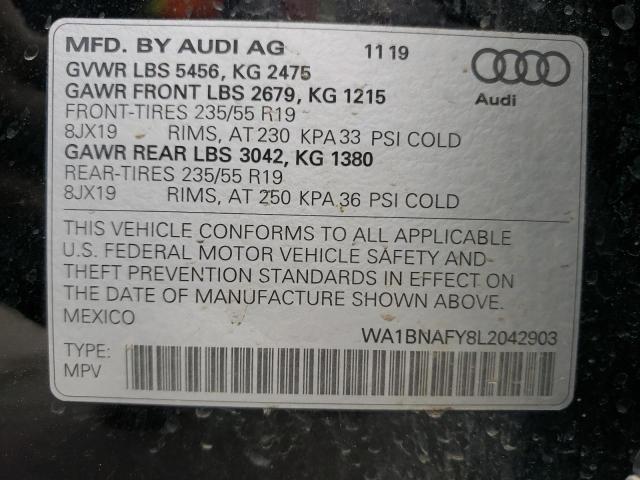 MFD. BY AUDI AG 11 19
GVWR LBS 5456, KG 2475
GAWR FRONT LBS 2679, KG 1215
Audi
FRONT-TIRES 235/55 R19
8JX19 RIMS, AT 230 KPA 33 PSI COLD
GAWR REAR LBS 3042, KG 1380
REAR-TIRES 235/55 R19
8JX19 RIMS, AT 250 KPA 36 PSI COLD
THIS VEHICLE CONFORMS TO ALL APPLICABLE
U.S. FEDERAL MOTOR VEHICLE SAFETY AND
THEFT PREVENTION STANDARDS IN EFFECT ON
THE DATE OF MANUFACTURE SHOWN ABOVE.
MEXICO
WA1BNAFY8L2042903
TYPE:
MPV